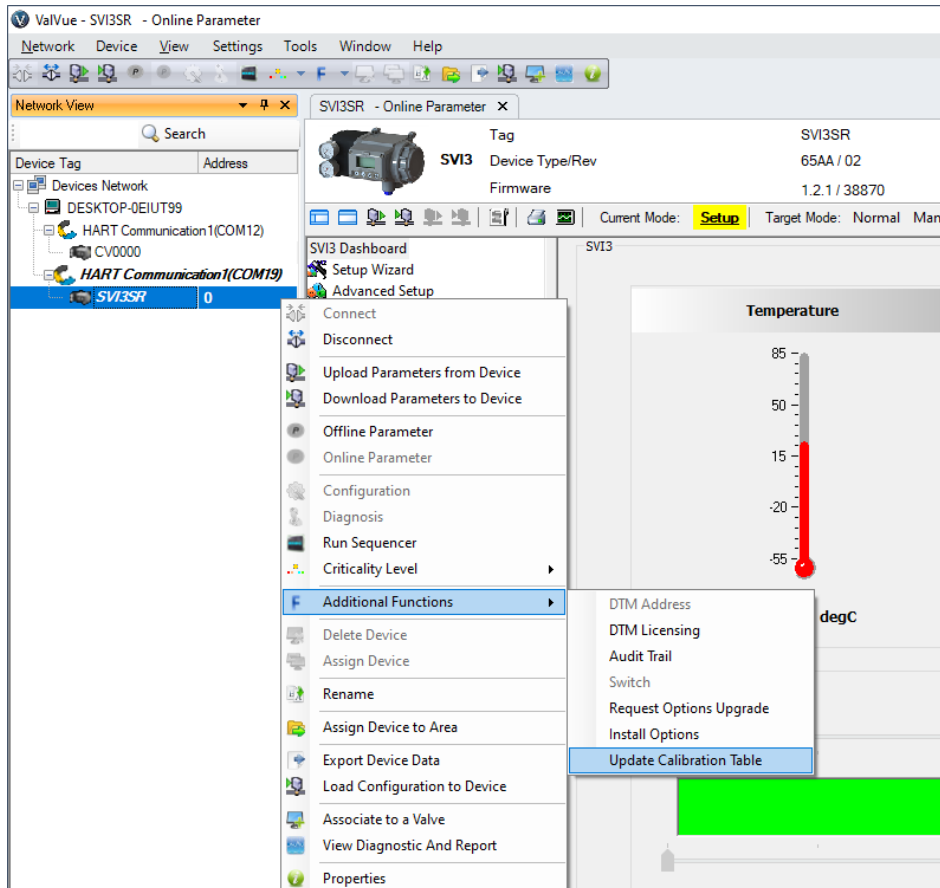 ValVue - SVI3SR - Online Parameter
Network Device View Settings Tools Window Help
Network View
SVI3SR - Online Parameter
Search
Device Tag Address
Devices Network
DESKTOP-0EIUT99
HART Communication1(COM12)
CV0000
HART Communication1(COM19)
SVI3SR 0
SVI3
Tag SVI3SR
Device Type/Rev 65AA / 02
Firmware 1.2.1 / 38870
Current Mode: Setup Target Mode: Normal Man
SVI3 Dashboard
Setup Wizard
Advanced Setup
SVI3
Temperature
85
50
15
-20
-55
degC
Connect
Disconnect
Upload Parameters from Device
Download Parameters to Device
Offline Parameter
Online Parameter
Configuration
Diagnosis
Run Sequencer
Criticality Level
Additional Functions
Delete Device
Assign Device
Rename
Assign Device to Area
Export Device Data
Load Configuration to Device
Associate to a Valve
View Diagnostic And Report
Properties
DTM Address
DTM Licensing
Audit Trail
Switch
Request Options Upgrade
Install Options
Update Calibration Table